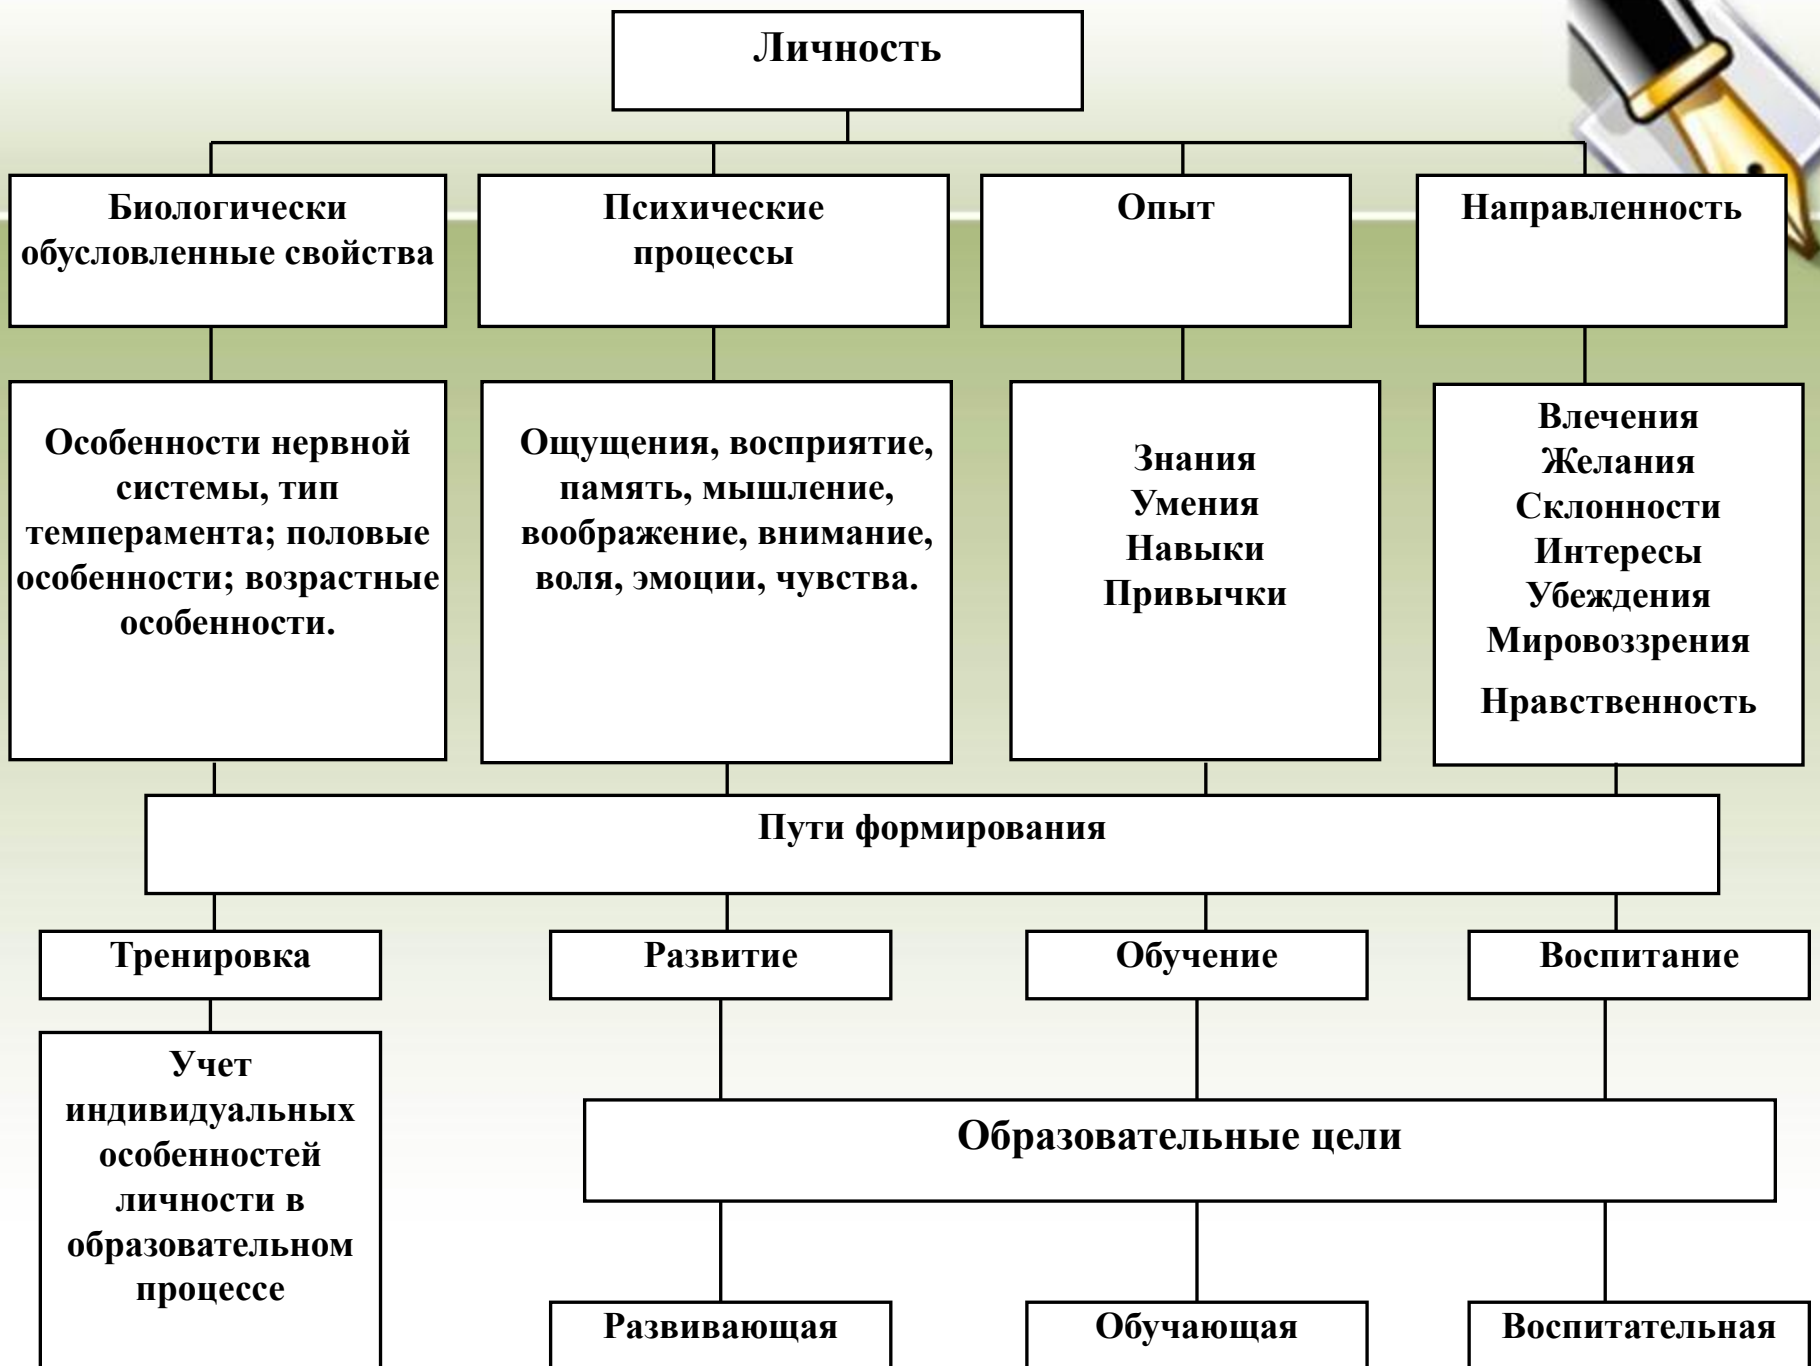 Личность
Биологически
обусловленные свойства
Психические
процессы
Опыт
Направленность
Особенности нервной
системы, тип
темперамента; половые
особенности; возрастные
особенности.
Ощущения, восприятие,
память, мышление,
воображение, внимание,
воля, эмоции, чувства.
Знания
Умения
Навыки
Привычки
Влечения
Желания
Склонности
Интересы
Убеждения
Мировоззрения
Нравственность
Пути формирования
Тренировка
Развитие
Обучение
Воспитание
Учет
индивидуальных
особенностей
личности в
образовательном
процессе
Образовательные цели
Развивающая
Обучающая
Воспитательная